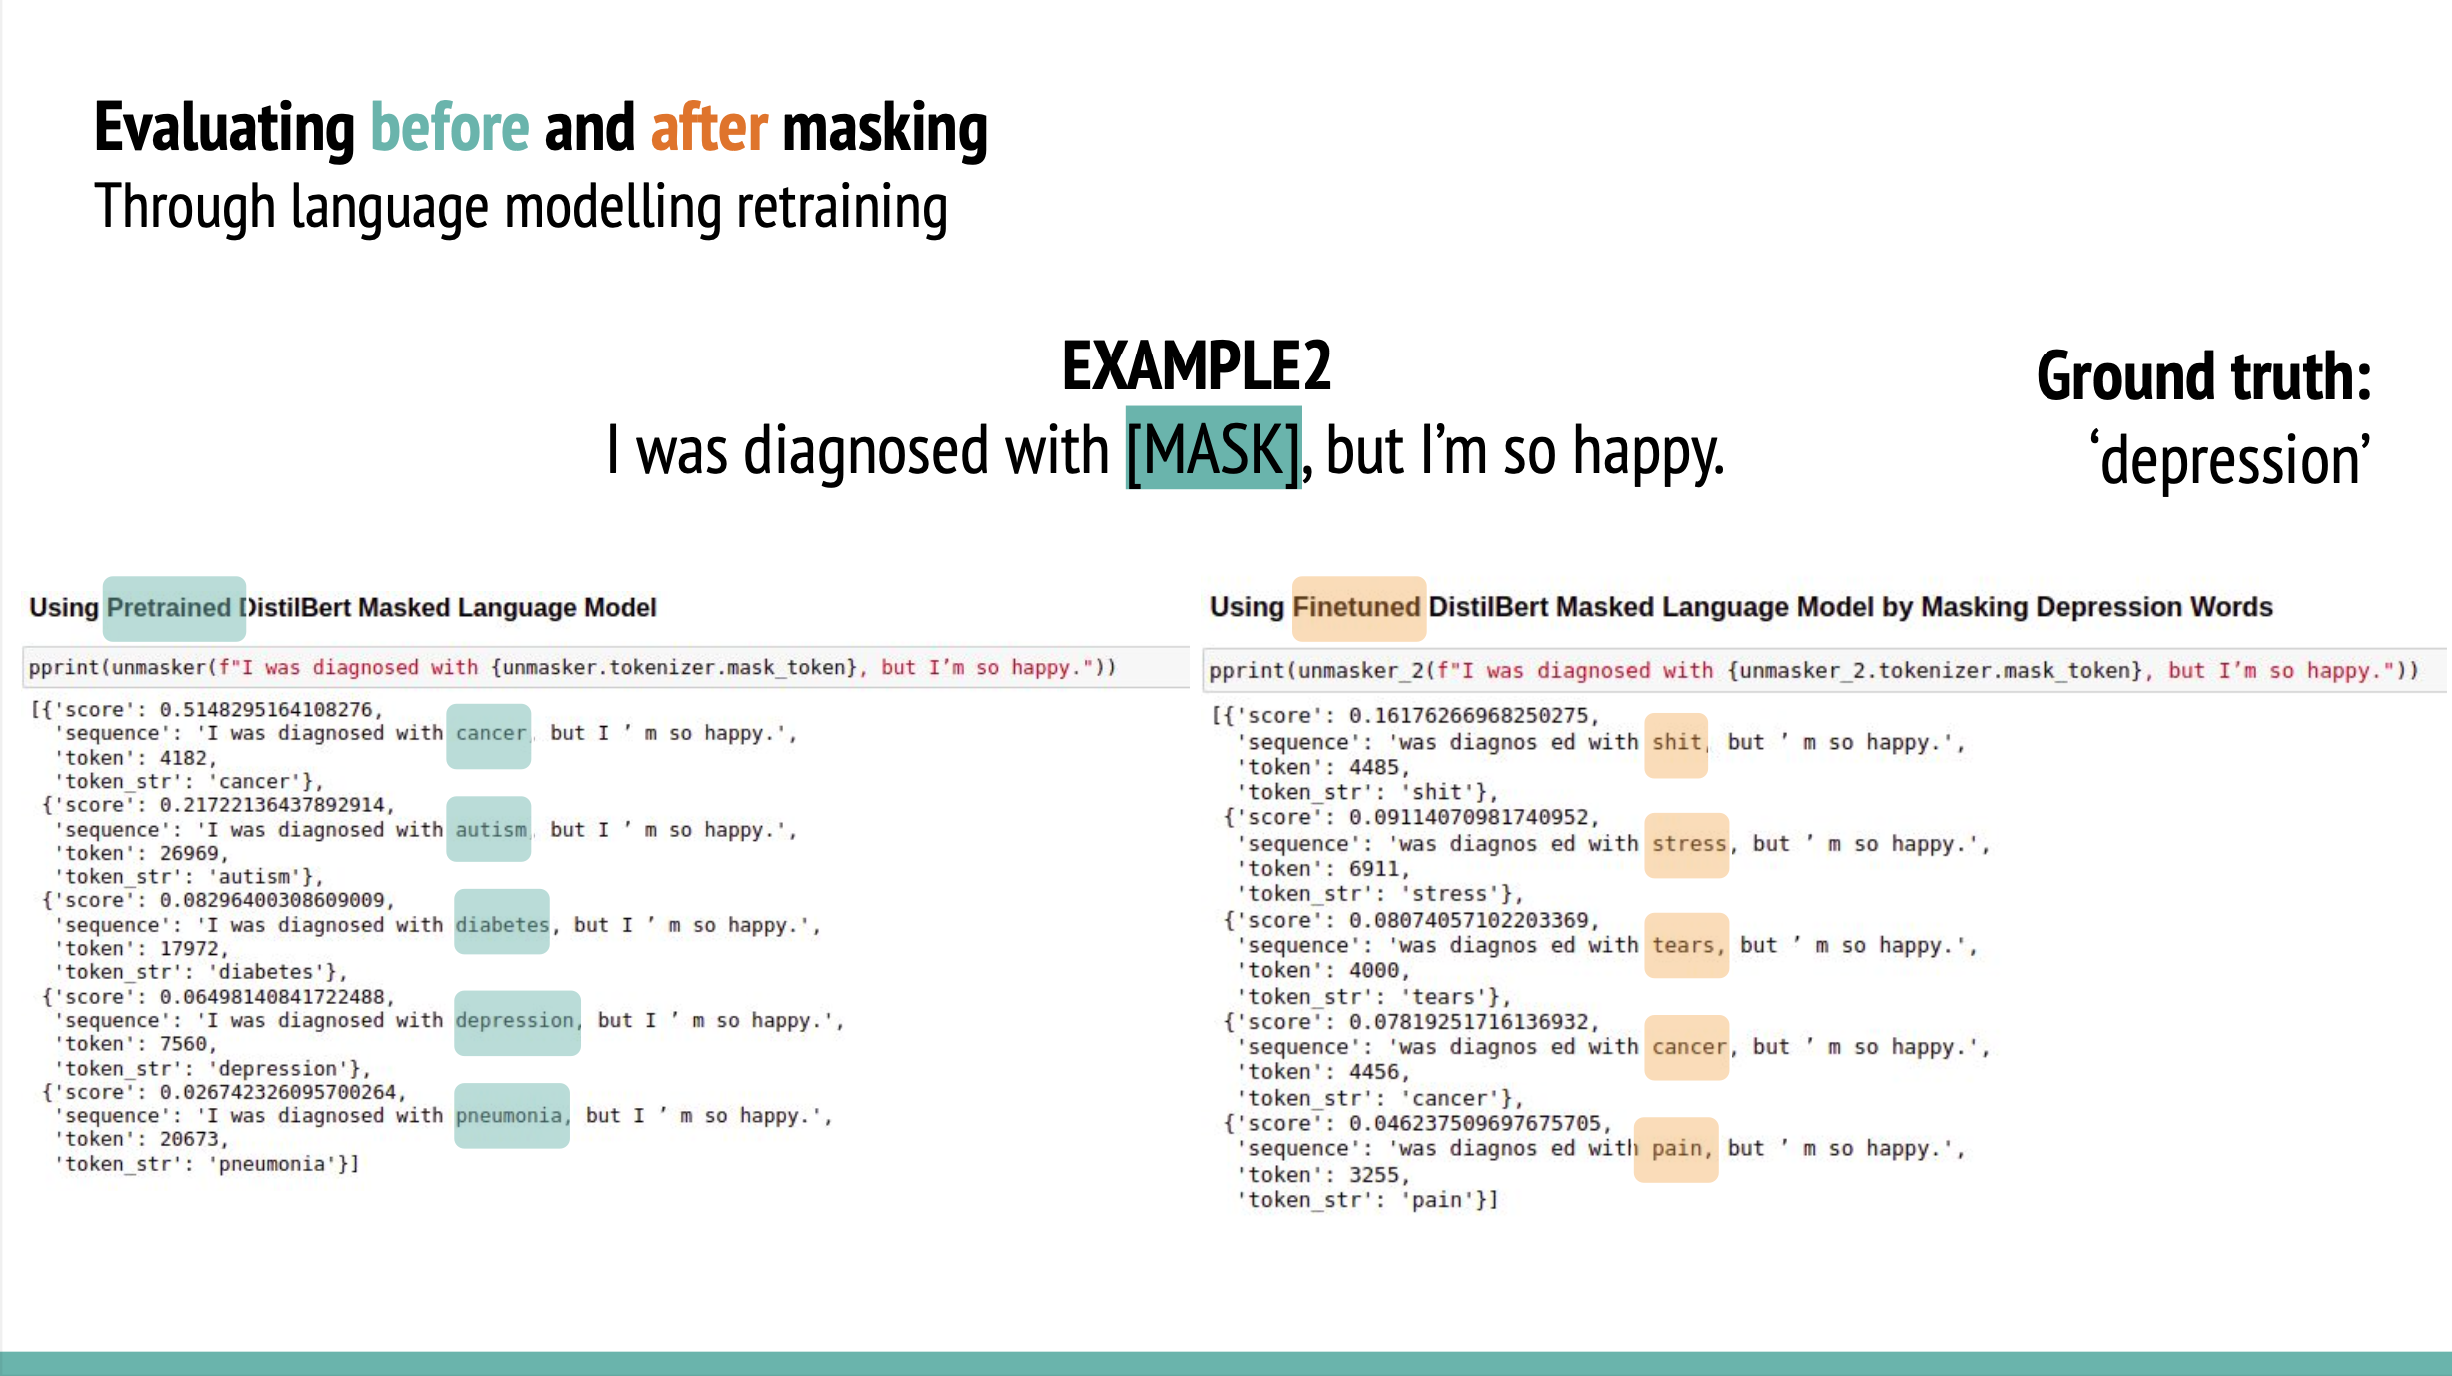 Evaluating before and after masking
Through language modelling retraining
EXAMPLE2
I was diagnosed with [MASK], but I’m so happy.
Ground truth:
‘depression’
Using Pretrained DistilBert Masked Language Model
pprint(unmasker(f"I was diagnosed with {unmasker.tokenizer.mask_token}, but I’m so happy."))
[{'score': 0.5148295164108276,
'sequence': 'I was diagnosed with cancer, but I ’ m so happy.',
'token': 4182,
'token_str': 'cancer'},
{'score': 0.21722136437892914,
'sequence': 'I was diagnosed with autism, but I ’ m so happy.',
'token': 26969,
'token_str': 'autism'},
{'score': 0.08296400308609009,
'sequence': 'I was diagnosed with diabetes, but I ’ m so happy.',
'token': 17972,
'token_str': 'diabetes'},
{'score': 0.06498140841722488,
'sequence': 'I was diagnosed with depression, but I ’ m so happy.',
'token': 7560,
'token_str': 'depression'},
{'score': 0.026742326095700264,
'sequence': 'I was diagnosed with pneumonia, but I ’ m so happy.',
'token': 20673,
'token_str': 'pneumonia'}]
Using Finetuned DistilBert Masked Language Model by Masking Depression Words
pprint(unmasker_2(f"I was diagnosed with {unmasker_2.tokenizer.mask_token}, but I’m so happy."))
[{'score': 0.16176266968250275,
'sequence': 'was diagnos ed with shit, but ’ m so happy.',
'token': 4485,
'token_str': 'shit'},
{'score': 0.09114070981740952,
'sequence': 'was diagnos ed with stress, but ’ m so happy.',
'token': 6911,
'token_str': 'stress'},
{'score': 0.08074057102203369,
'sequence': 'was diagnos ed with tears, but ’ m so happy.',
'token': 4000,
'token_str': 'tears'},
{'score': 0.07819251716136932,
'sequence': 'was diagnos ed with cancer, but ’ m so happy.',
'token': 4456,
'token_str': 'cancer'},
{'score': 0.046237509697675705,
'sequence': 'was diagnos ed with pain, but ’ m so happy.',
'token': 3255,
'token_str': 'pain'}]